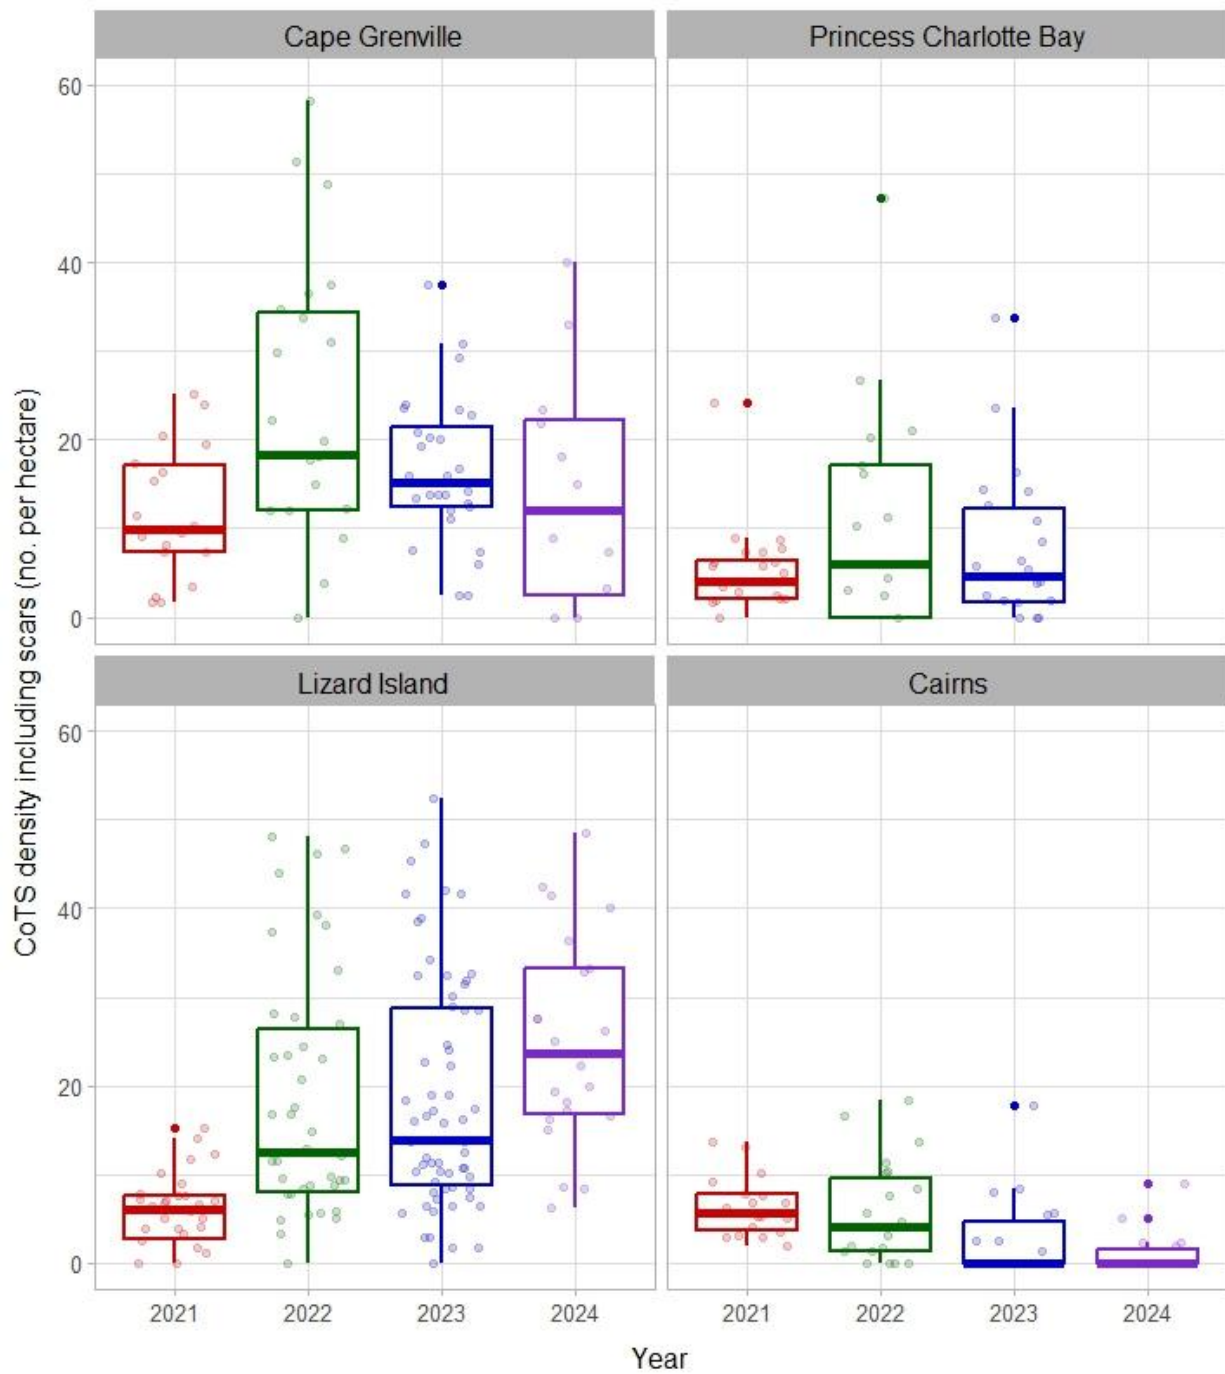 Cape Grenville
Princess Charlotte Bay
60
40
20
0
CoTS density including scars (no. per hectare)
Lizard Island
Cairns
60
40
20
0
2021 2022 2023 2024
2021 2022 2023 2024
Year